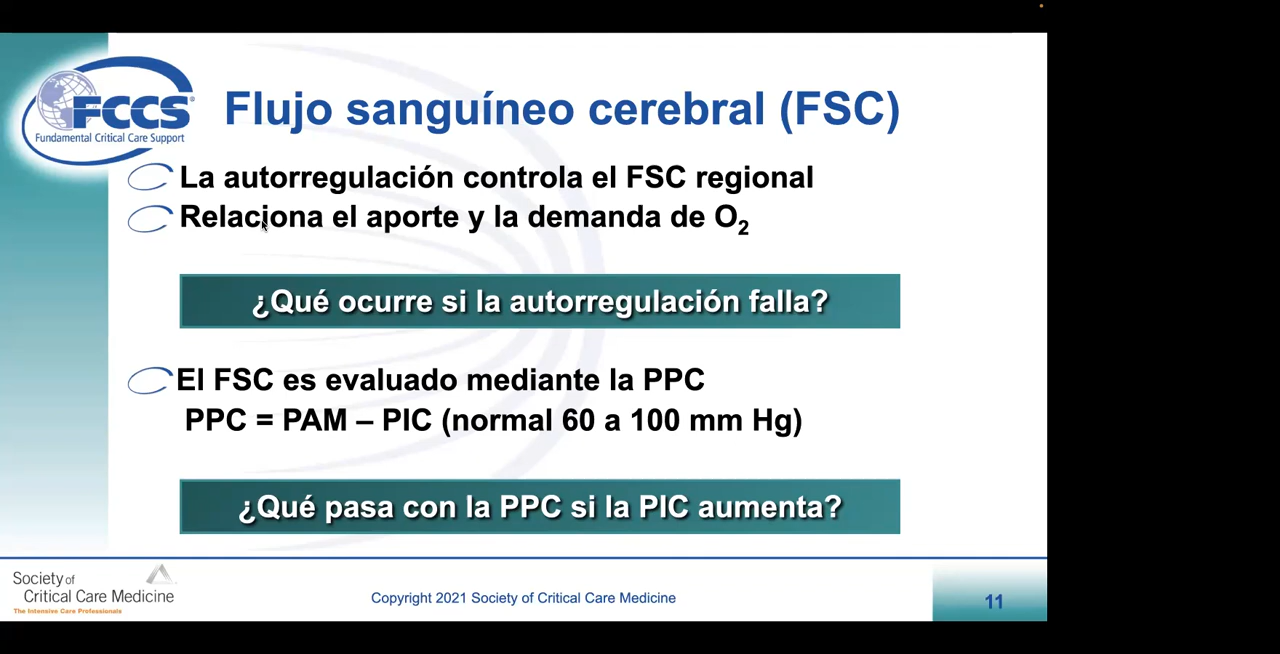 FCCS®
Fundamental Critical Care Support
Flujo sanguíneo cerebral (FSC)
La autorregulación controla el FSC regional
Relaciona el aporte y la demanda de O₂
¿Qué ocurre si la autorregulación falla?
El FSC es evaluado mediante la PPC
PPC = PAM – PIC (normal 60 a 100 mm Hg)
¿Qué pasa con la PPC si la PIC aumenta?
Society of
Critical Care Medicine
The Intensive Care Professionals
Copyright 2021 Society of Critical Care Medicine
11